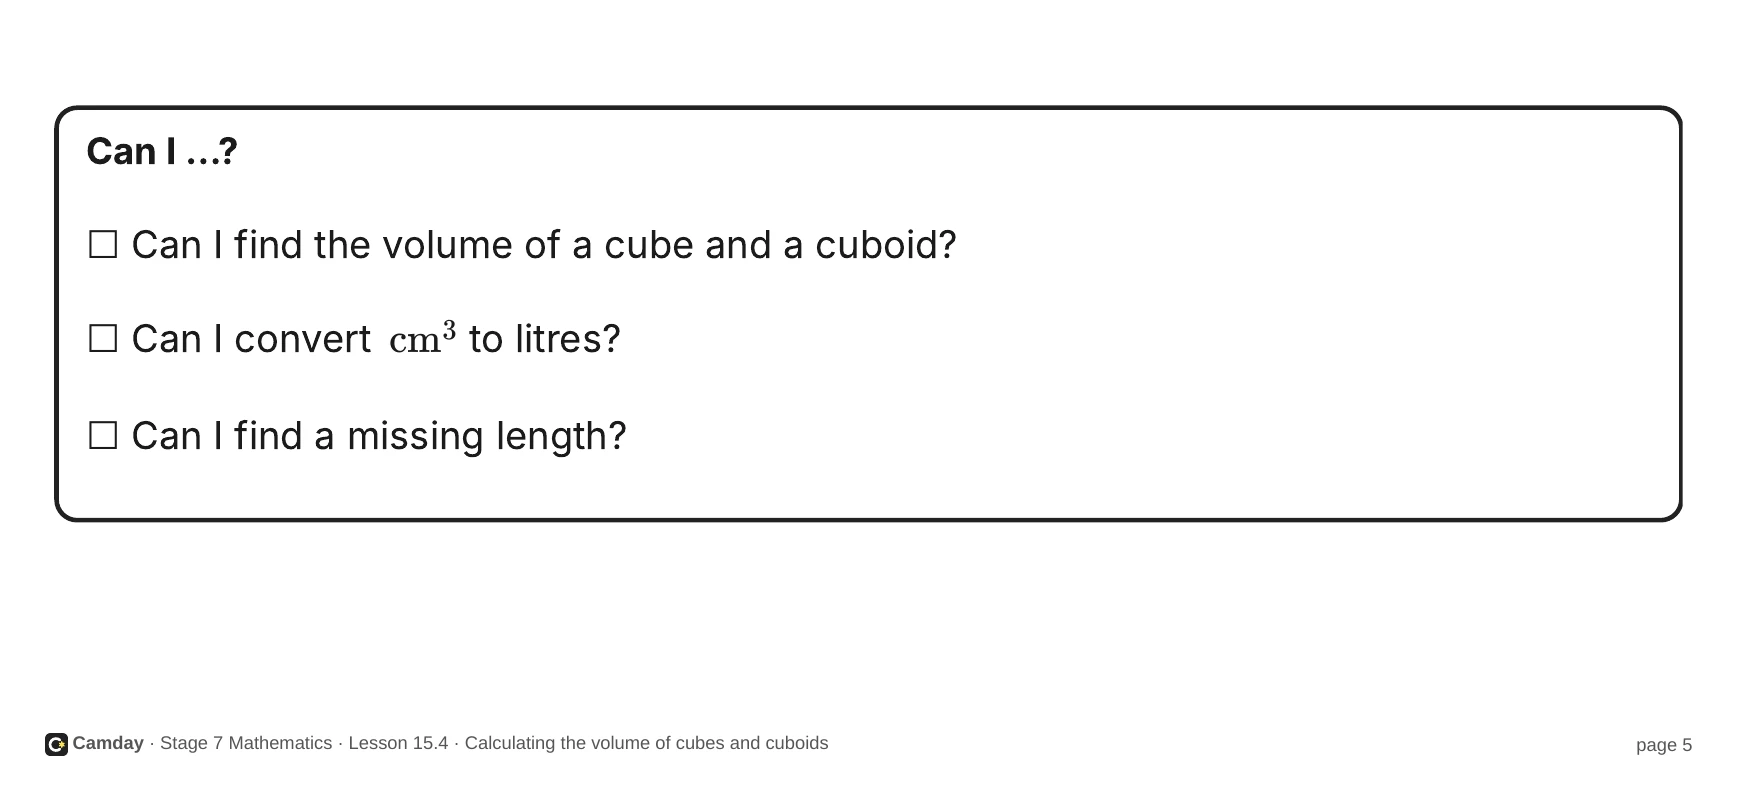 Can I …?
☐ Can I find the volume of a cube and a cuboid?
☐ Can I convert cm³ to litres?
☐ Can I find a missing length?
Camday · Stage 7 Mathematics · Lesson 15.4 · Calculating the volume of cubes and cuboids
page 5